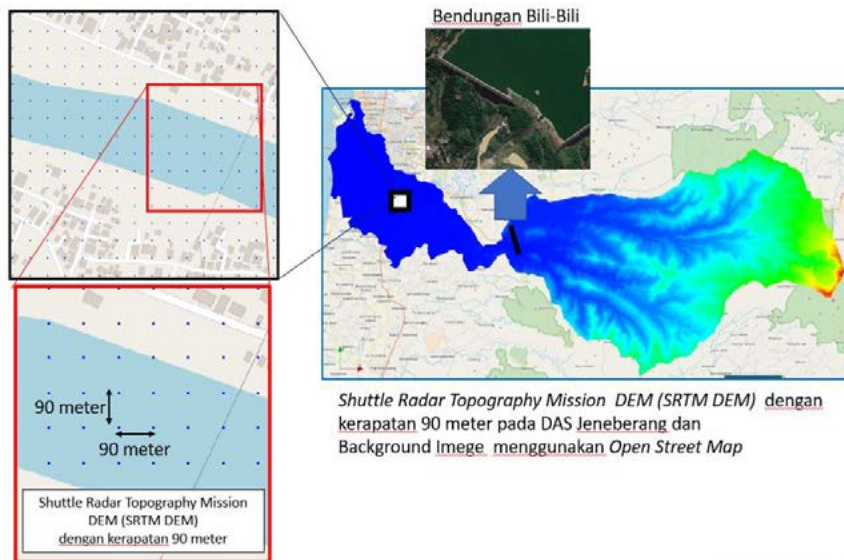 Bendungan Bili-Bili
90 meter
90 meter
Shuttle Radar Topography Mission
DEM (SRTM DEM)
dengan kerapatan 90 meter
Shuttle Radar Topography Mission DEM (SRTM DEM) dengan
kerapatan 90 meter pada DAS Jeneberang dan
Background Imege menggunakan Open Street Map